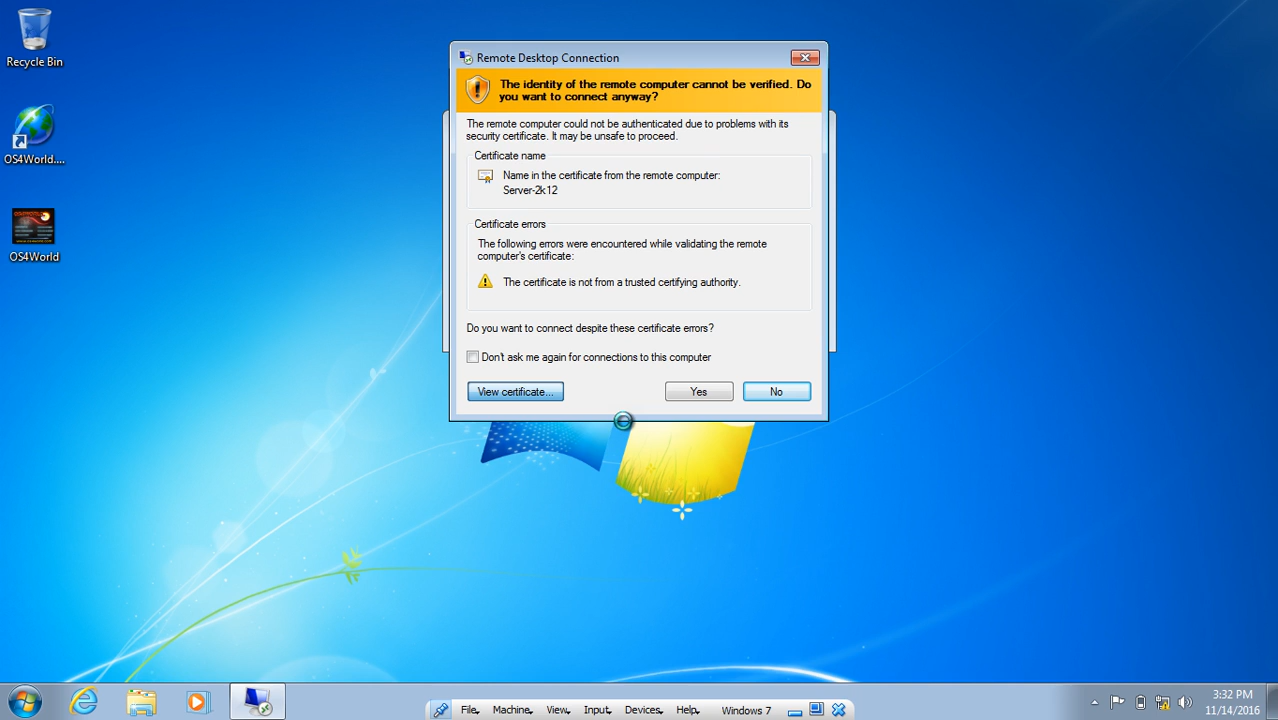 Recycle Bin
OS4World....
OS4World
Remote Desktop Connection
The identity of the remote computer cannot be verified. Do
you want to connect anyway?
The remote computer could not be authenticated due to problems with its
security certificate. It may be unsafe to proceed.
Certificate name
Name in the certificate from the remote computer:
Server-2k12
Certificate errors
The following errors were encountered while validating the remote
computer's certificate:
The certificate is not from a trusted certifying authority.
Do you want to connect despite these certificate errors?
Don't ask me again for connections to this computer
View certificate...
Yes
No
File
Machine
View
Input
Devices
Help
Windows 7
3:32 PM
11/14/2016